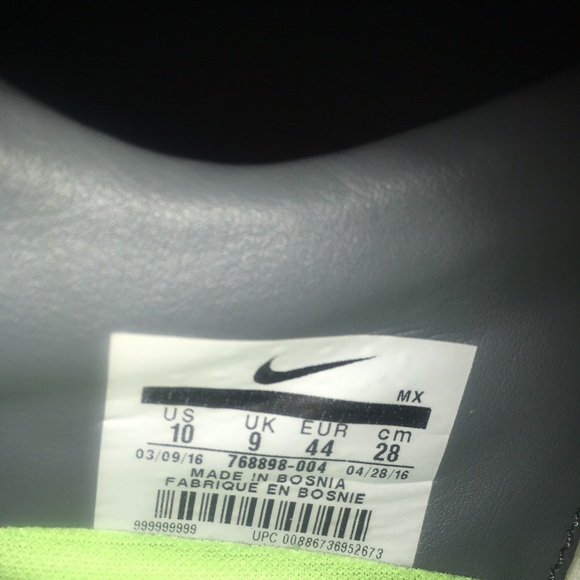 MX
US UK EUR cm
10 9 44 28
03/09/16 768898-004 04/28/16
MADE IN BOSNIA
FABRIQUE EN BOSNIE
999999999
UPC 00886736952673